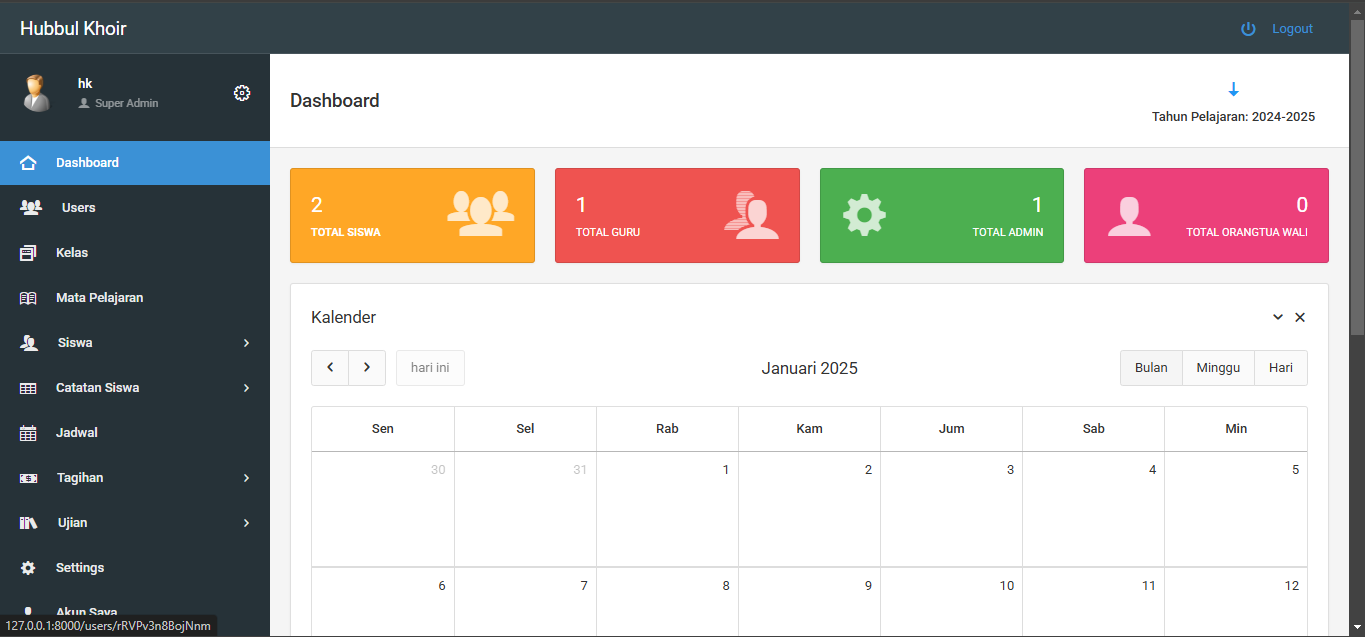 Hubbul Khoir
Logout
hk
Super Admin
Dashboard
Users
Kelas
Mata Pelajaran
Siswa
Catatan Siswa
Jadwal
Tagihan
Ujian
Settings
Akun Saya
127.0.0.1:8000/users/rRVPv3n8BojNnm
Dashboard
Tahun Pelajaran: 2024-2025
2
TOTAL SISWA
1
TOTAL GURU
1
TOTAL ADMIN
0
TOTAL ORANGTUA WALI
Kalender
hari ini
Januari 2025
Bulan Minggu Hari
Sen Sel Rab Kam Jum Sab Min
30 31 1 2 3 4 5
6 7 8 9 10 11 12